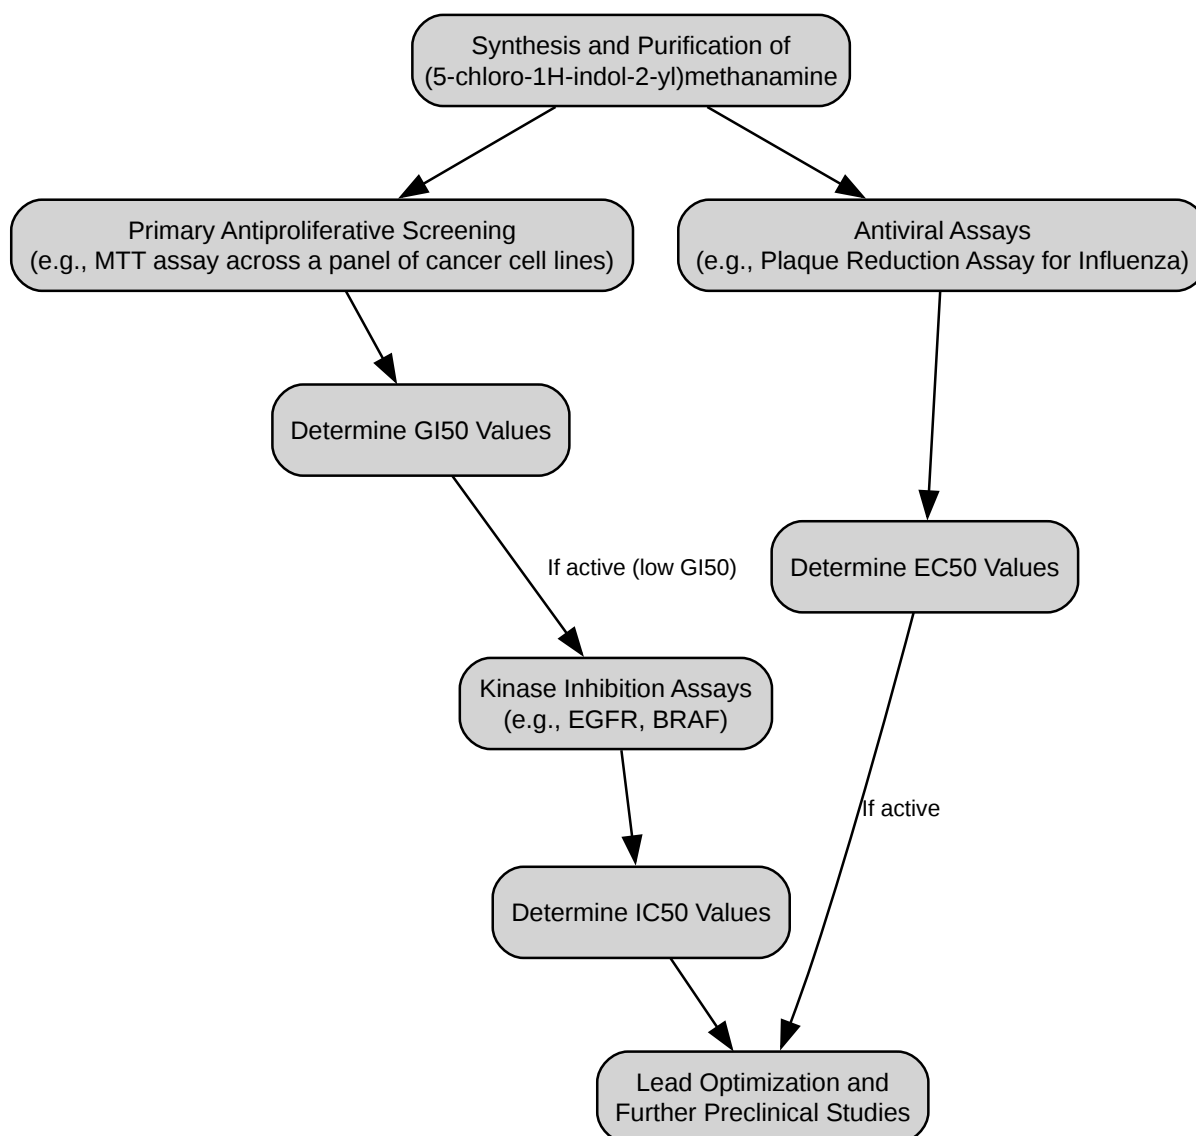 Synthesis and Purification of
(5-chloro-1H-indol-2-yl)methanamine
Primary Antiproliferative Screening
(e.g., MTT assay across a panel of cancer cell lines)
Antiviral Assays
(e.g., Plaque Reduction Assay for Influenza)
Determine GI50 Values
If active (low GI50)
Determine EC50 Values
Kinase Inhibition Assays
(e.g., EGFR, BRAF)
If active
Determine IC50 Values
Lead Optimization and
Further Preclinical Studies